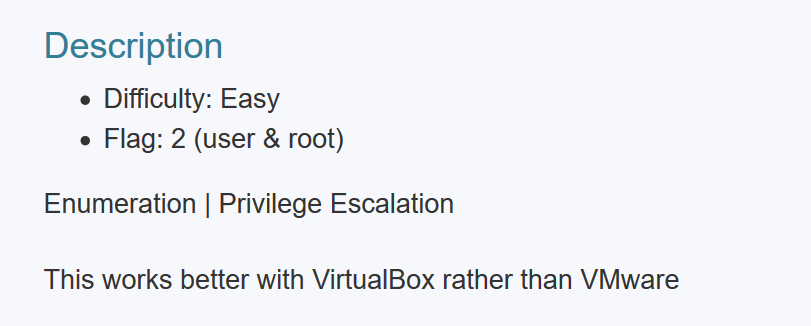 Description
• Difficulty: Easy
• Flag: 2 (user & root)
Enumeration | Privilege Escalation
This works better with VirtualBox rather than VMware